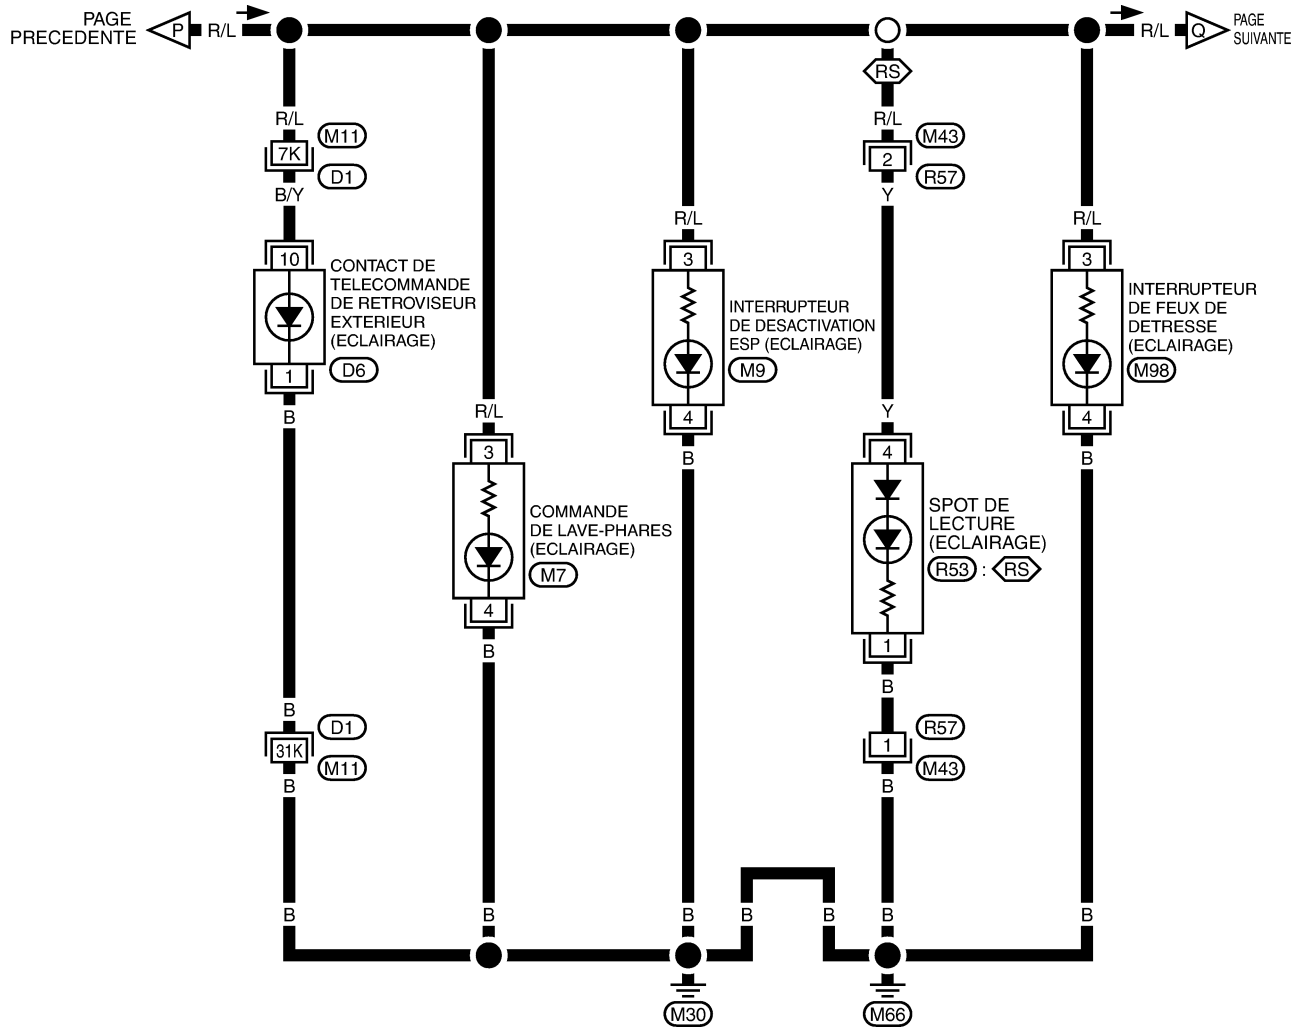 PAGE
PRECEDENTE
P
R/L
R/L
Q
PAGE
SUIVANTE
RS
R/L
M11
7K
D1
B/Y
R/L
M43
2
R57
Y
R/L
R/L
10
CONTACT DE
TELECOMMANDE
DE RETROVISEUR
EXTERIEUR
(ECLAIRAGE)
D6
1
B
3
INTERRUPTEUR
DE DESACTIVATION
ESP (ECLAIRAGE)
M9
4
B
3
INTERRUPTEUR
DE FEUX DE
DETRESSE
(ECLAIRAGE)
M98
4
B
R/L
3
COMMANDE
DE LAVE-PHARES
(ECLAIRAGE)
M7
4
B
Y
4
SPOT DE
LECTURE
(ECLAIRAGE)
R53 : RS
1
B
B
D1
31K
M11
B
R57
1
M43
B
B
B
B
B
B
B
B
M30
M66